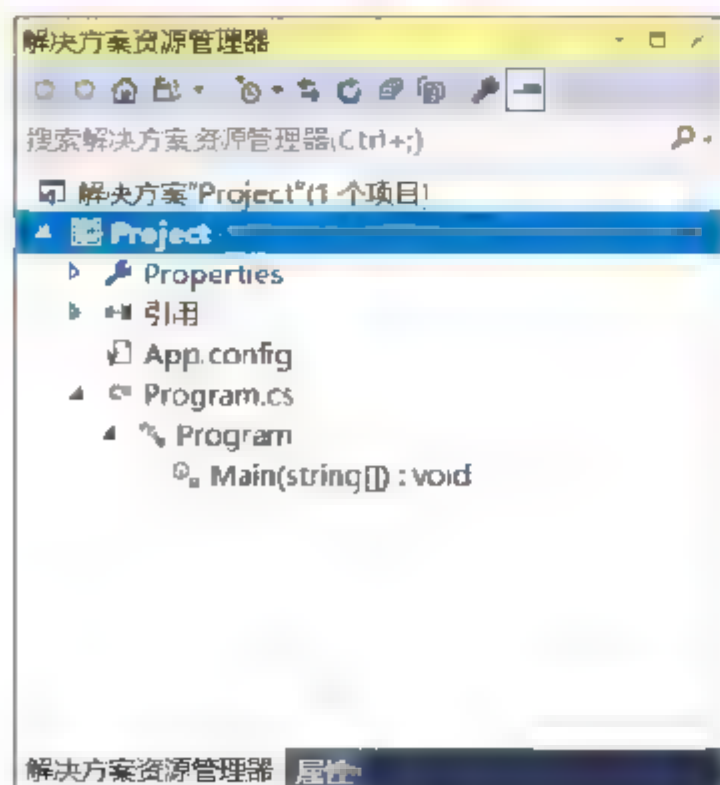 解决方案资源管理器
搜索解决方案资源管理器(Ctrl+;)
解决方案"Project"(1 个项目)
Project
Properties
引用
App.config
Program.cs
Program
Main(string[]) : void
解决方案资源管理器 属性